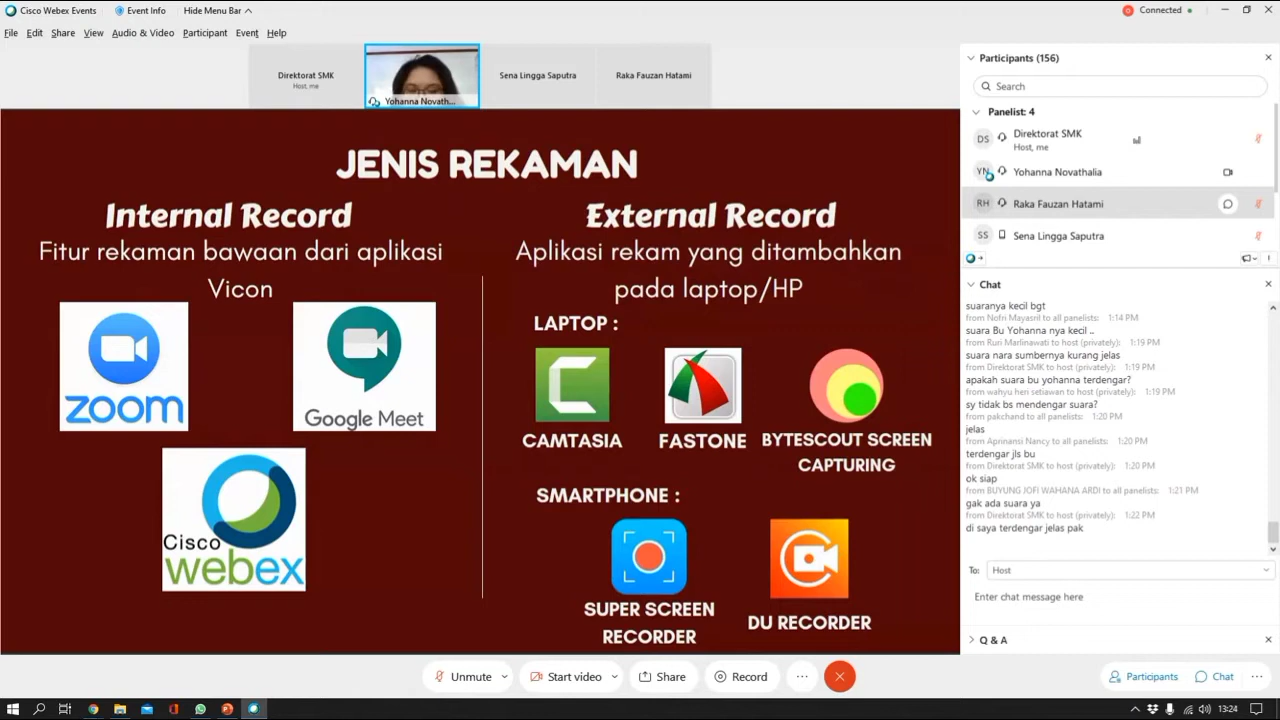 Cisco Webex Events
Event Info
Hide Menu Bar
Connected
File
Edit
Share
View
Audio & Video
Participant
Event
Help
Direktorat SMK
Host, me
Yohanna Novath...
Sena Lingga Saputra
Raka Fauzan Hatami
JENIS REKAMAN
Internal Record
Fitur rekaman bawaan dari aplikasi
Vicon
zoom
Google Meet
Cisco
webex
External Record
Aplikasi rekam yang ditambahkan
pada laptop/HP
LAPTOP :
CAMTASIA
FASTONE
BYTESCOUT SCREEN
CAPTURING
SMARTPHONE :
SUPER SCREEN
RECORDER
DU RECORDER
Participants (156)
Search
Panelist: 4
DS
Direktorat SMK
Host, me
YN
Yohanna Novathalia
RH
Raka Fauzan Hatami
SS
Sena Lingga Saputra
Chat
suaranya kecil bgt
from Nofri Mayasril to all panelists: 1:14 PM
suara Bu Yohanna nya kecil ..
from Ruri Marlinawati to host (privately): 1:19 PM
suara nara sumbernya kurang jelas
from Direktorat SMK to host (privately): 1:19 PM
apakah suara bu yohanna terdengar?
from wahyu heri setiawan to host (privately): 1:19 PM
sy tidak bs mendengar suara?
from pakchand to all panelists: 1:20 PM
jelas
from Aprinansi Nancy to all panelists: 1:20 PM
terdengar jls bu
from Direktorat SMK to host (privately): 1:20 PM
ok siap
from BUYUNG JOFI WAHANA ARDI to all panelists: 1:21 PM
gak ada suara ya
from Direktorat SMK to host (privately): 1:22 PM
di saya terdengar jelas pak
To:
Host
Enter chat message here
Q & A
Unmute
Start video
Share
Record
Participants
Chat
13:24